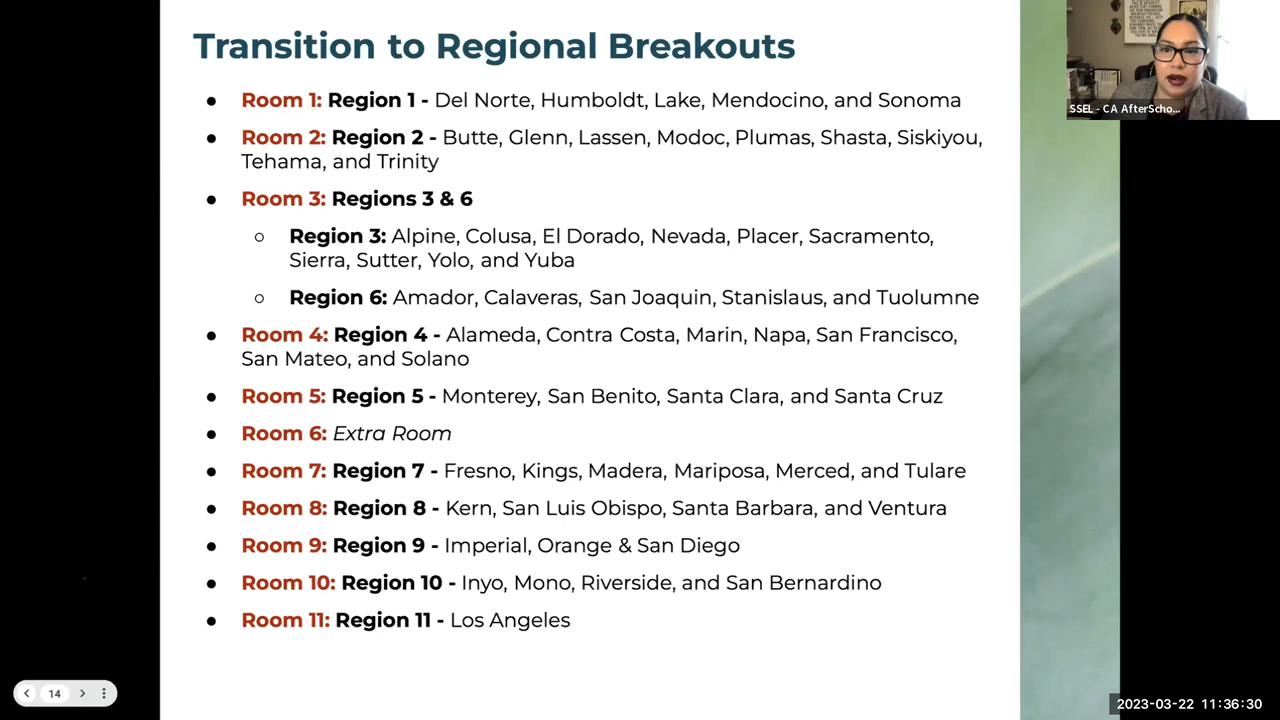 Transition to Regional Breakouts
● Room 1: Region 1 - Del Norte, Humboldt, Lake, Mendocino, and Sonoma
● Room 2: Region 2 - Butte, Glenn, Lassen, Modoc, Plumas, Shasta, Siskiyou,
Tehama, and Trinity
● Room 3: Regions 3 & 6
○ Region 3: Alpine, Colusa, El Dorado, Nevada, Placer, Sacramento,
Sierra, Sutter, Yolo, and Yuba
○ Region 6: Amador, Calaveras, San Joaquin, Stanislaus, and Tuolumne
● Room 4: Region 4 - Alameda, Contra Costa, Marin, Napa, San Francisco,
San Mateo, and Solano
● Room 5: Region 5 - Monterey, San Benito, Santa Clara, and Santa Cruz
● Room 6: Extra Room
● Room 7: Region 7 - Fresno, Kings, Madera, Mariposa, Merced, and Tulare
● Room 8: Region 8 - Kern, San Luis Obispo, Santa Barbara, and Ventura
● Room 9: Region 9 - Imperial, Orange & San Diego
● Room 10: Region 10 - Inyo, Mono, Riverside, and San Bernardino
● Room 11: Region 11 - Los Angeles
SSEL - CA AfterScho...
14
2023-03-22 11:36:30